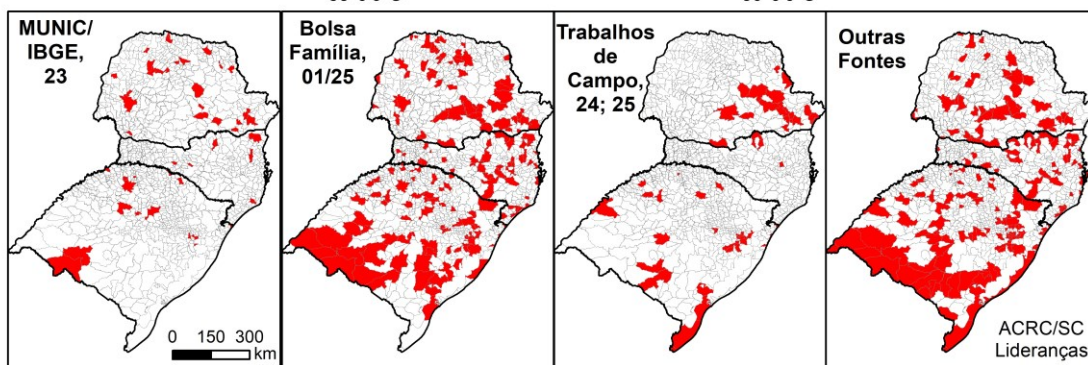 MUNIC/
IBGE,
23
0 150 300
km
Bolsa
Família,
01/25
Trabalhos
de
Campo,
24; 25
Outras
Fontes
ACRC/SC
Lideranças